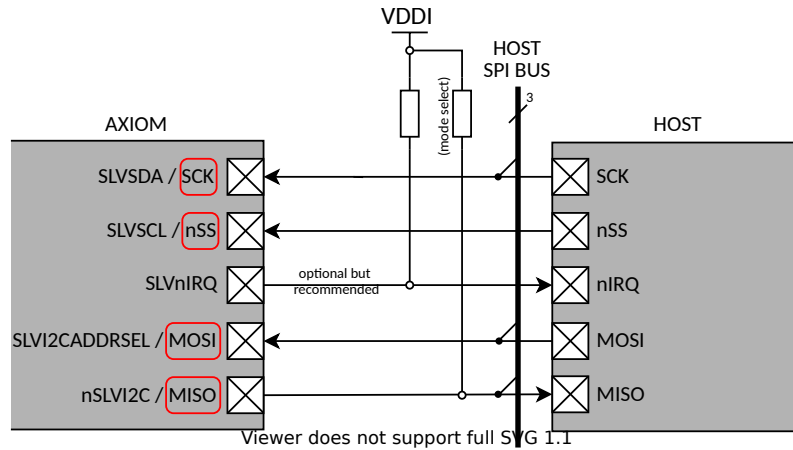 VDDI
HOST
SPI BUS
3
(mode select)
AXIOM
HOST
SLVSDA / SCK
SCK
SLVSCL / nSS
nSS
SLVnIRQ
optional but
recommended
nIRQ
SLVI2CADDRSEL / MOSI
MOSI
nSLVI2C / MISO
MISO
Viewer does not support full SVG 1.1